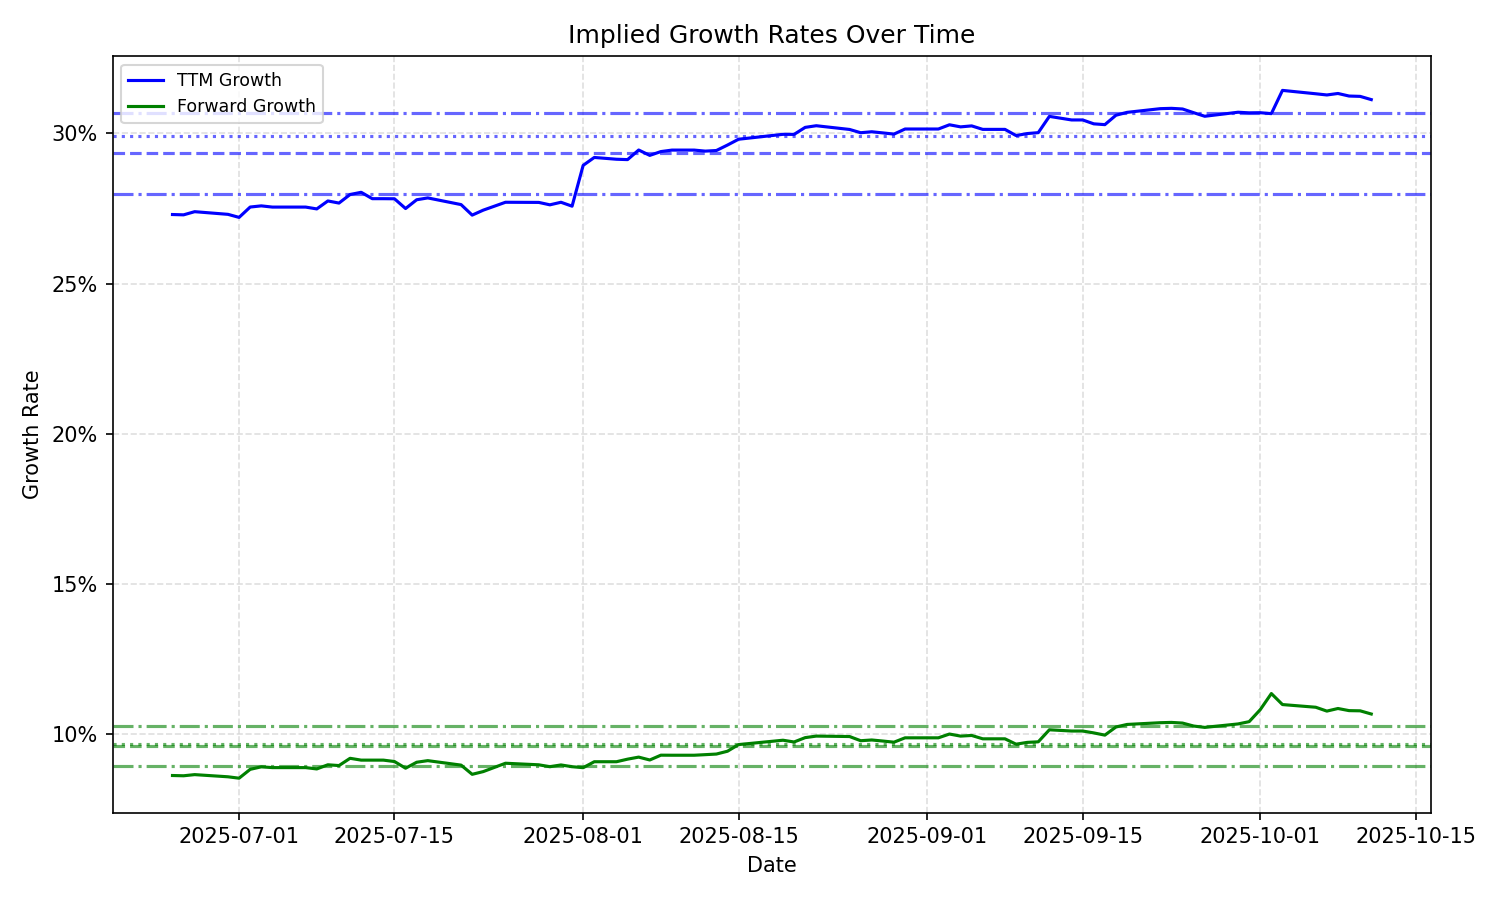 Implied Growth Rates Over Time
TTM Growth
Forward Growth
30%
25%
20%
15%
10%
Growth Rate
2025-07-01 2025-07-15 2025-08-01 2025-08-15 2025-09-01 2025-09-15 2025-10-01 2025-10-15
Date